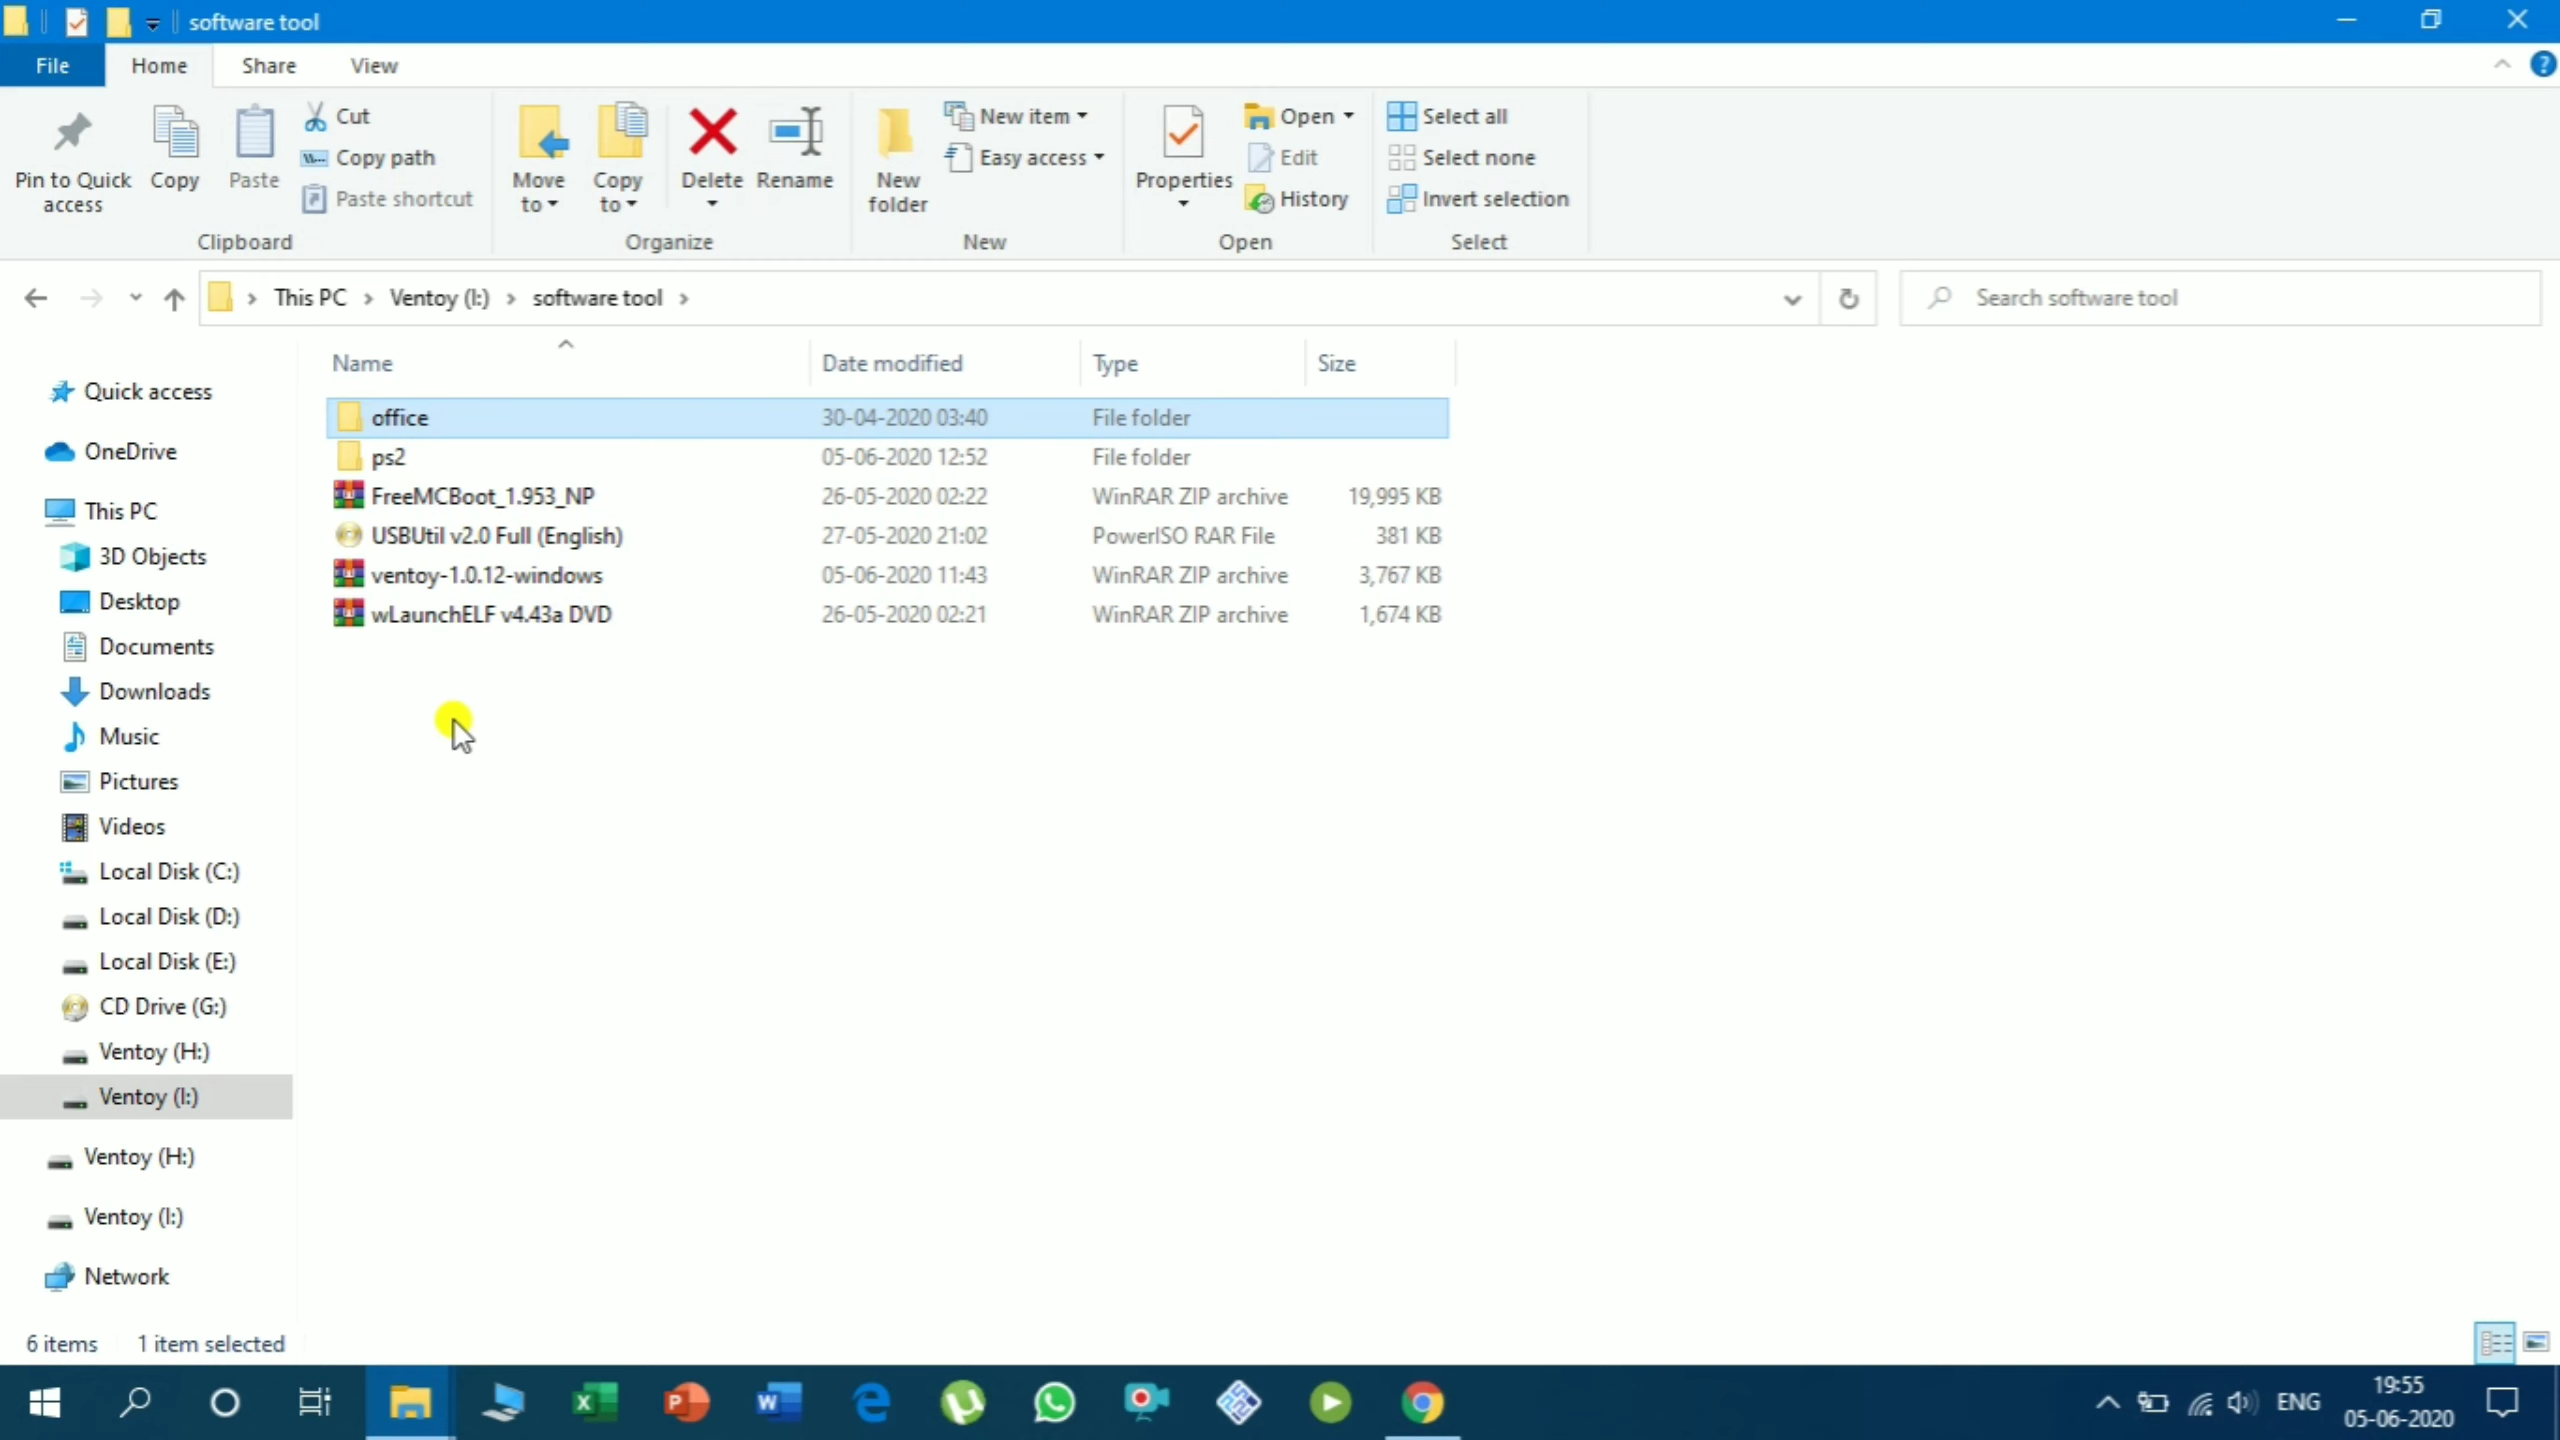 software tool
File Home Share View
Pin to Quick access
Copy
Paste
Cut
Copy path
Paste shortcut
Clipboard
Move to
Copy to
Delete
Rename
Organize
New folder
New item
Easy access
New
Properties
Open
Edit
History
Open
Select all
Select none
Invert selection
Select
This PC > Ventoy (I:) > software tool >
Search software tool
Name Date modified Type Size
office 30-04-2020 03:40 File folder
ps2 05-06-2020 12:52 File folder
FreeMCBoot_1.953_NP 26-05-2020 02:22 WinRAR ZIP archive 19,995 KB
USBUtil v2.0 Full (English) 27-05-2020 21:02 PowerISO RAR File 381 KB
ventoy-1.0.12-windows 05-06-2020 11:43 WinRAR ZIP archive 3,767 KB
wLaunchELF v4.43a DVD 26-05-2020 02:21 WinRAR ZIP archive 1,674 KB
Quick access
OneDrive
This PC
3D Objects
Desktop
Documents
Downloads
Music
Pictures
Videos
Local Disk (C:)
Local Disk (D:)
Local Disk (E:)
CD Drive (G:)
Ventoy (H:)
Ventoy (I:)
Ventoy (H:)
Ventoy (I:)
Network
6 items 1 item selected
ENG
19:55
05-06-2020